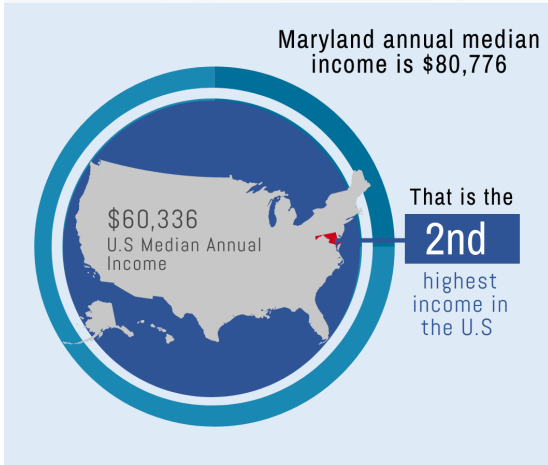 Maryland annual median
income is $80,776
$60,336
U.S Median Annual
Income
That is the
2nd
highest
income in
the U.S